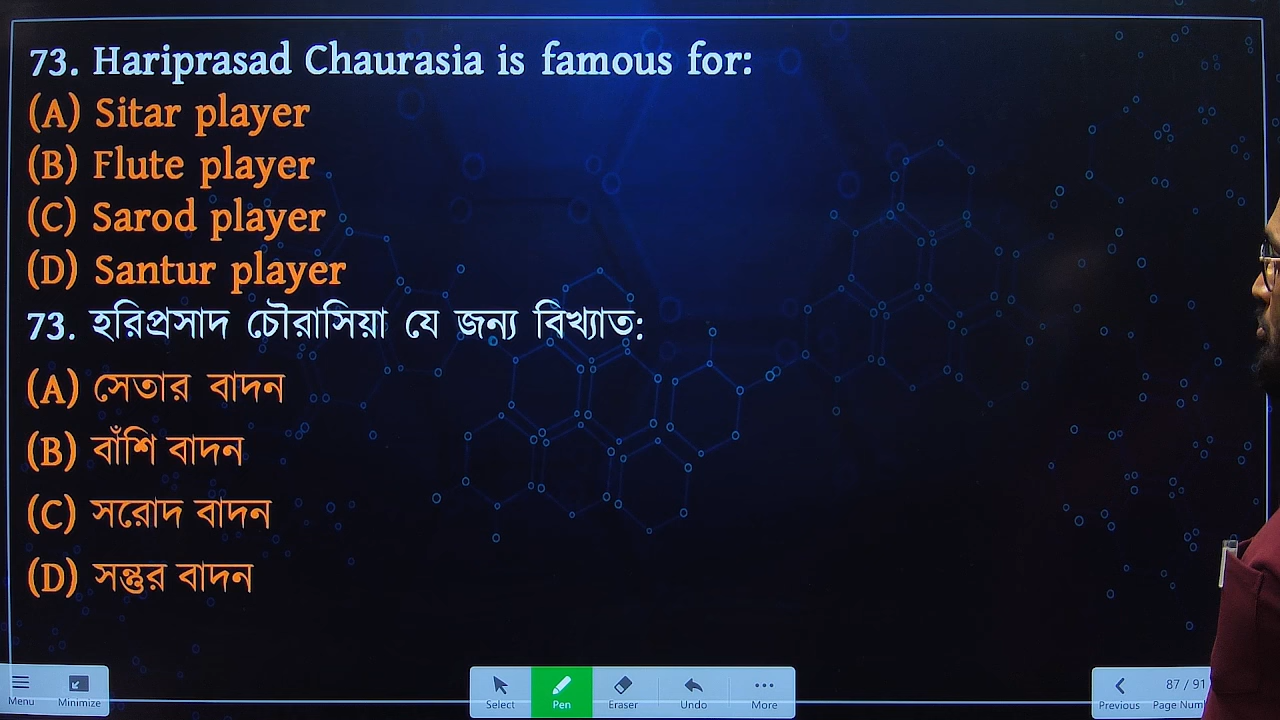 73. Hariprasad Chaurasia is famous for:
(A) Sitar player
(B) Flute player
(C) Sarod player
(D) Santur player
73. হরিপ্রসাদ চৌরাসিয়া যে জন্য বিখ্যাত:
(A) সেতার বাদন
(B) বাঁশি বাদন
(C) সরোদ বাদন
(D) সন্তুর বাদন
Menu Minimize Select Pen Eraser Undo More Previous Page Num
87 / 91